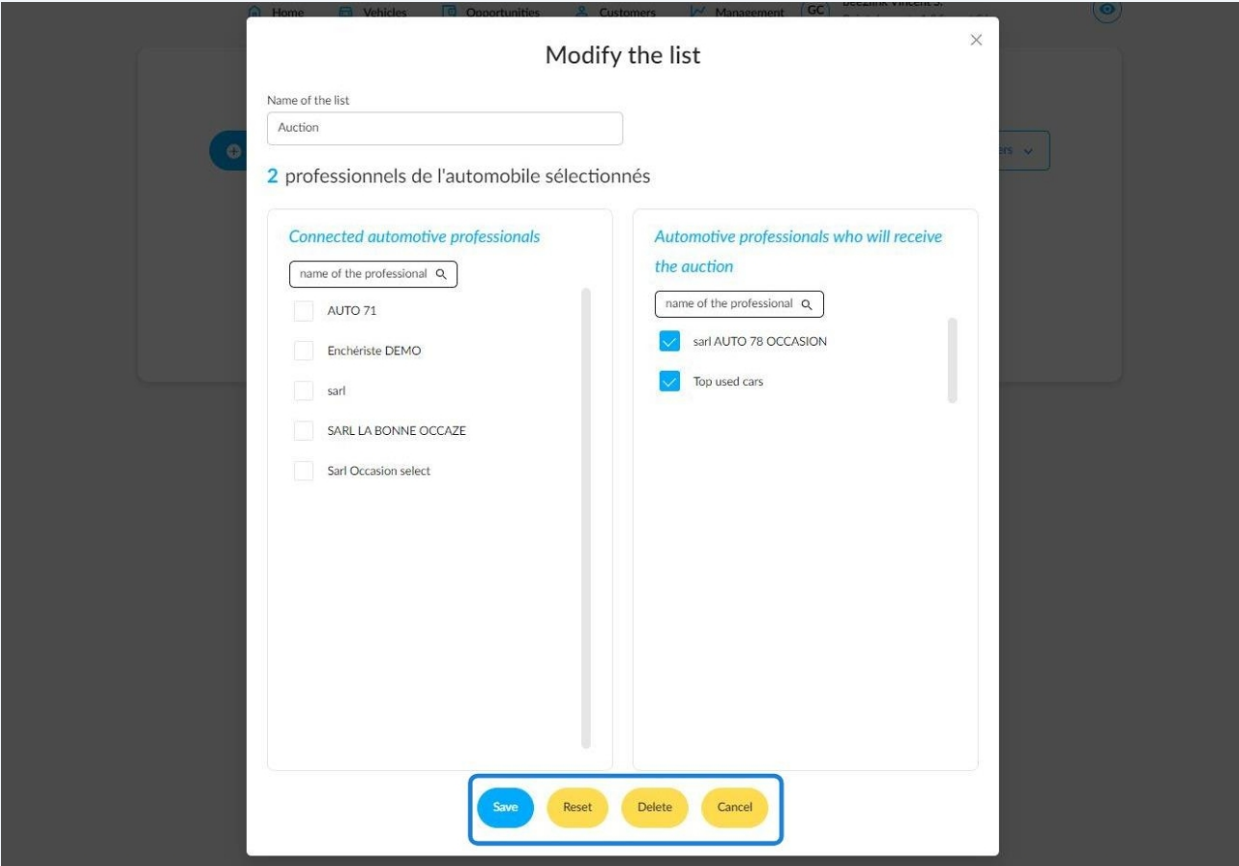 Home Vehicles Opportunities Customers Management GC
Modify the list
Name of the list
Auction
2 professionnels de l'automobile sélectionnés
Connected automotive professionals
name of the professional
AUTO 71
Enchériste DEMO
sarl
SARL LA BONNE OCCAZE
Sarl Occasion select
Automotive professionals who will receive
the auction
name of the professional
sarl AUTO 78 OCCASION
Top used cars
Save Reset Delete Cancel